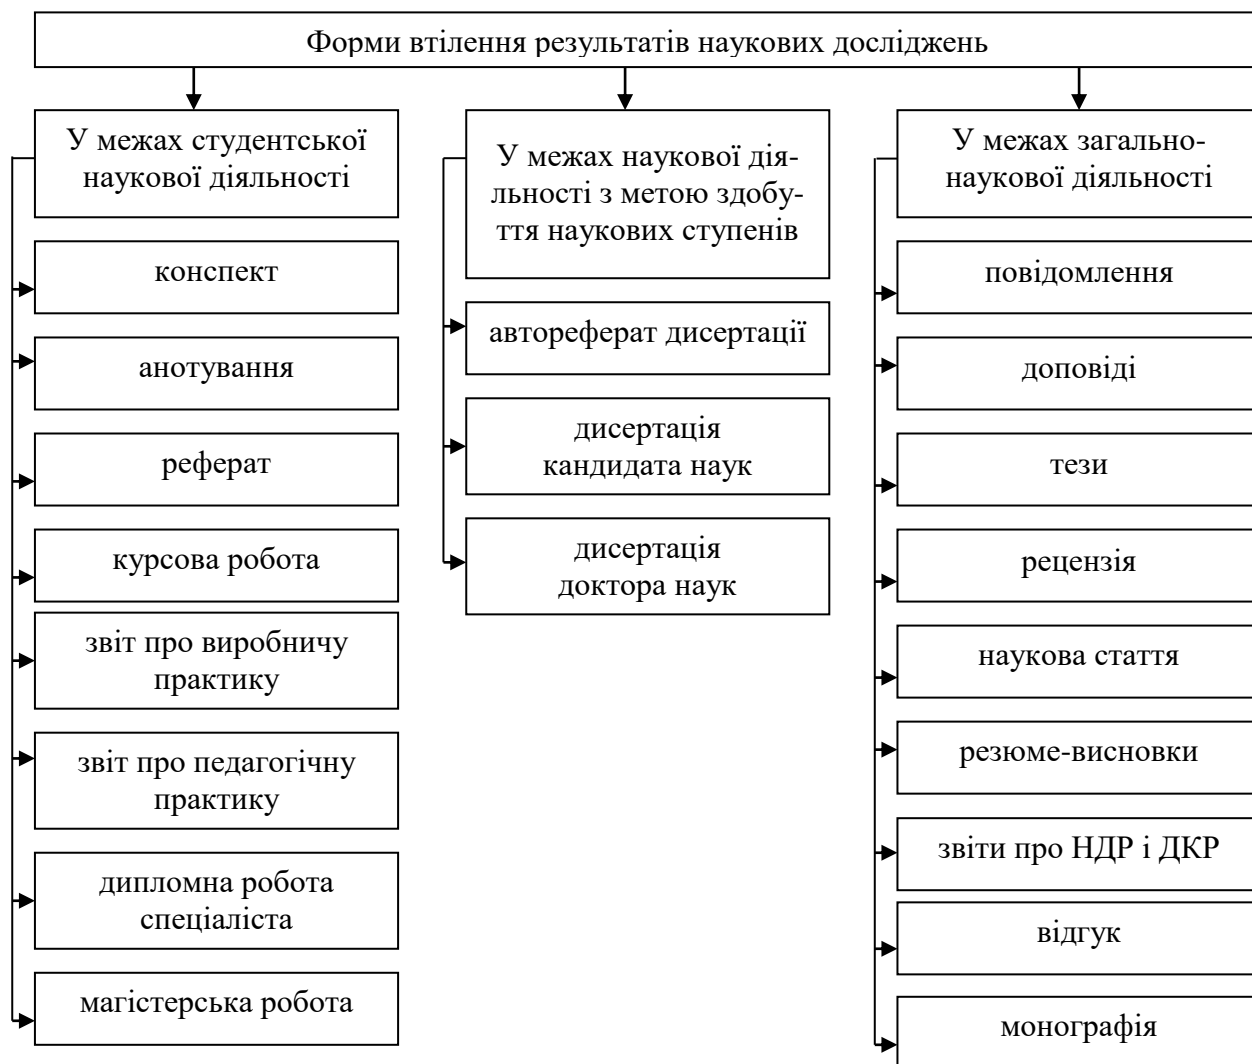 Форми втілення результатів наукових досліджень
У межах студентської
наукової діяльності
конспект
анотування
реферат
курсова робота
звіт про виробничу
практику
звіт про педагогічну
практику
дипломна робота
спеціаліста
магістерська робота
У межах наукової дія-
льності з метою здобу-
ття наукових ступенів
автореферат дисертації
дисертація
кандидата наук
дисертація
доктора наук
У межах загально-
наукової діяльності
повідомлення
доповіді
тези
рецензія
наукова стаття
резюме-висновки
звіти про НДР і ДКР
відгук
монографія